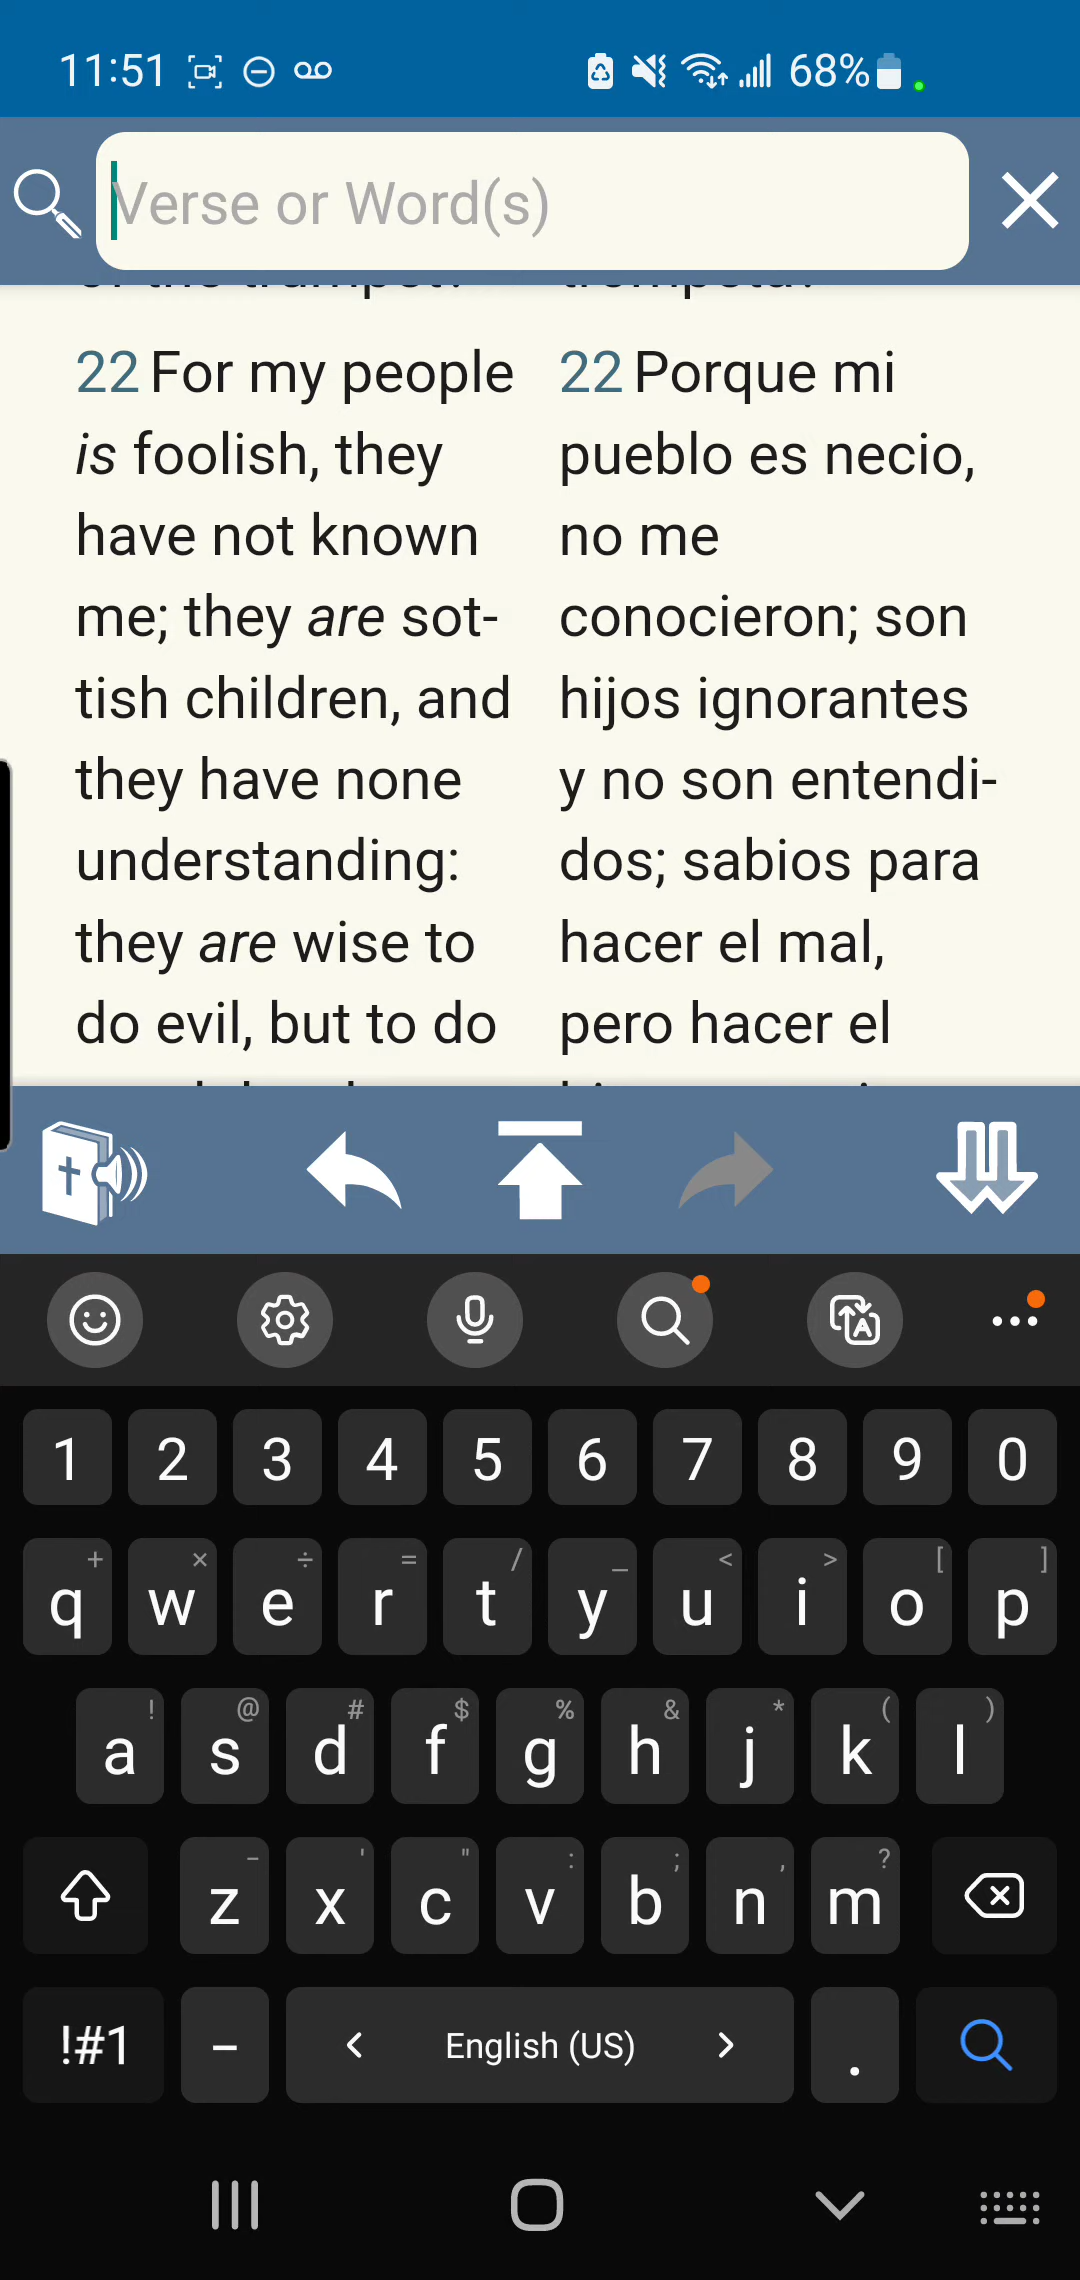 11:51
68%
Verse or Word(s)
22 For my people
is foolish, they
have not known
me; they are sot-
tish children, and
they have none
understanding:
they are wise to
do evil, but to do
22 Porque mi
pueblo es necio,
no me
conocieron; son
hijos ignorantes
y no son entendi-
dos; sabios para
hacer el mal,
pero hacer el
1 2 3 4 5 6 7 8 9 0
+ × ÷ = / _ < > [ ]
q w e r t y u i o p
! @ # $ % & * ( )
a s d f g h j k l
- ' " : ; , ?
z x c v b n m
!#1 - < English (US) > .